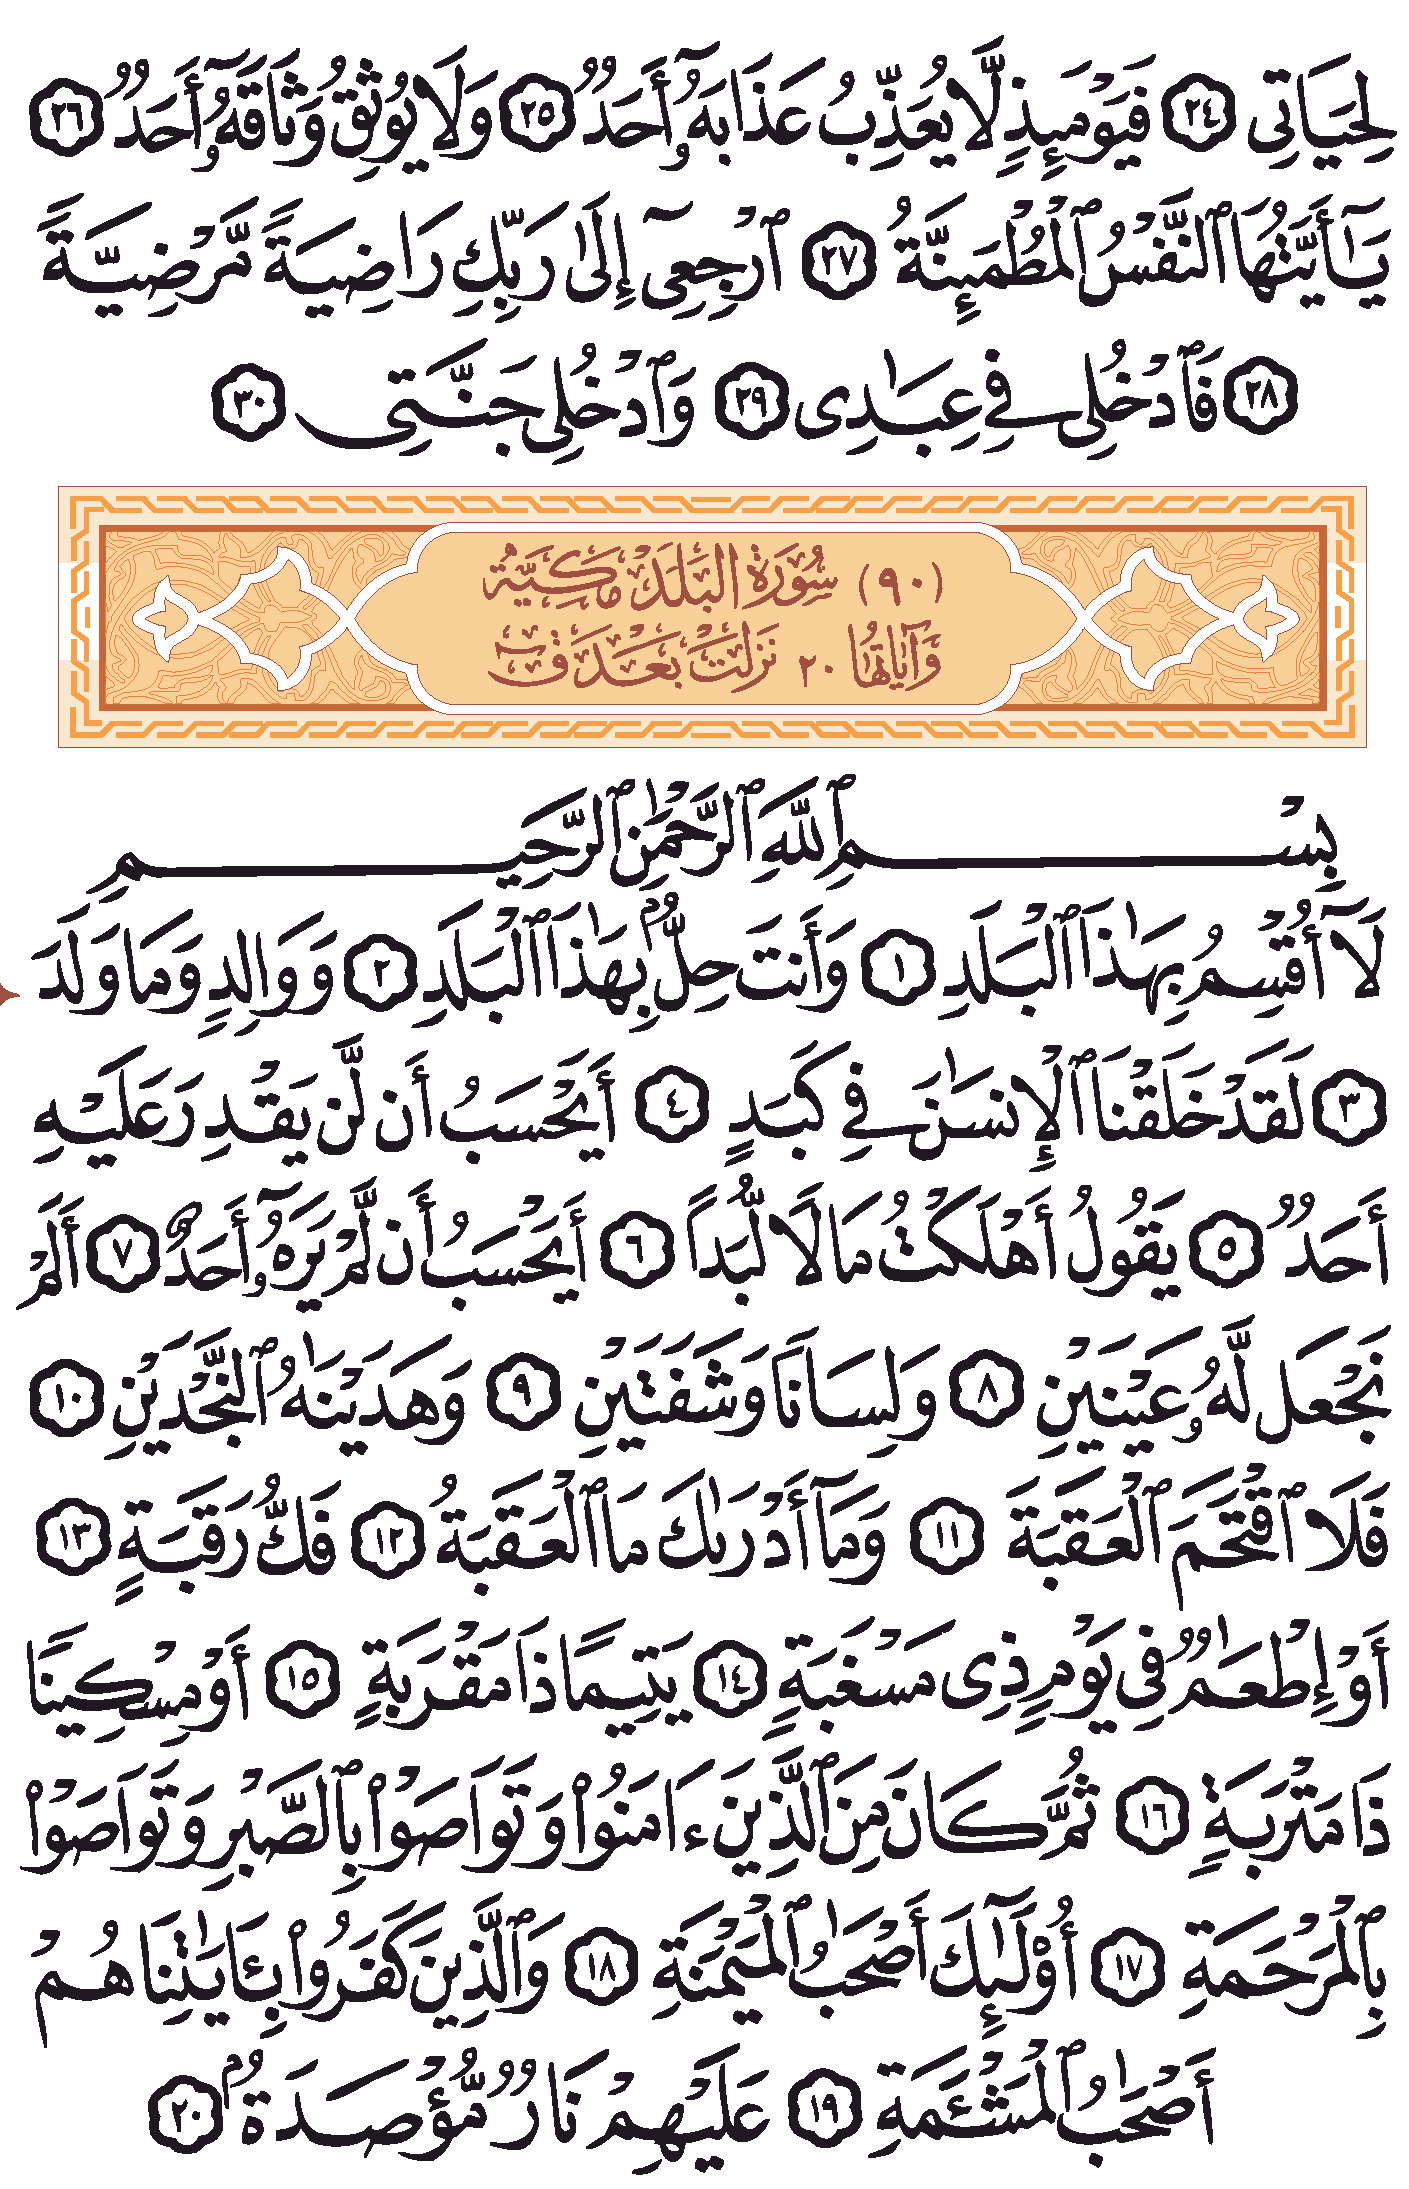 لِحَيَاتِى ٢٤ فَيَوْمَئِذٍ لَّا يُعَذِّبُ عَذَابَهُۥٓ أَحَدٌ ٢٥ وَلَا يُوثِقُ وَثَاقَهُۥٓ أَحَدٌ ٢٦
يَٰٓأَيَّتُهَا ٱلنَّفْسُ ٱلْمُطْمَئِنَّةُ ٢٧ ٱرْجِعِىٓ إِلَىٰ رَبِّكِ رَاضِيَةً مَّرْضِيَّةً
٢٨ فَٱدْخُلِى فِى عِبَٰدِى ٢٩ وَٱدْخُلِى جَنَّتِى ٣٠
(٩٠) سُورَةُ البَلَدِ مَكِيَّة
وَآيَاتُهَا ٢٠ نَزَلَتْ بَعْدَ قٓ
بِسْمِ ٱللَّهِ ٱلرَّحْمَٰنِ ٱلرَّحِيمِ
لَآ أُقْسِمُ بِهَٰذَا ٱلْبَلَدِ ١ وَأَنتَ حِلٌّۢ بِهَٰذَا ٱلْبَلَدِ ٢ وَوَالِدٍ وَمَا وَلَدَ
٣ لَقَدْ خَلَقْنَا ٱلْإِنسَٰنَ فِى كَبَدٍ ٤ أَيَحْسَبُ أَن لَّن يَقْدِرَ عَلَيْهِ
أَحَدٌ ٥ يَقُولُ أَهْلَكْتُ مَالًا لُّبَدًا ٦ أَيَحْسَبُ أَن لَّمْ يَرَهُۥٓ أَحَدٌ ٧ أَلَمْ
نَجْعَل لَّهُۥ عَيْنَيْنِ ٨ وَلِسَانًا وَشَفَتَيْنِ ٩ وَهَدَيْنَٰهُ ٱلنَّجْدَيْنِ ١٠
فَلَا ٱقْتَحَمَ ٱلْعَقَبَةَ ١١ وَمَآ أَدْرَىٰكَ مَا ٱلْعَقَبَةُ ١٢ فَكُّ رَقَبَةٍ ١٣
أَوْ إِطْعَٰمٌ فِى يَوْمٍ ذِى مَسْغَبَةٍ ١٤ يَتِيمًا ذَا مَقْرَبَةٍ ١٥ أَوْ مِسْكِينًا
ذَا مَتْرَبَةٍ ١٦ ثُمَّ كَانَ مِنَ ٱلَّذِينَ ءَامَنُوا۟ وَتَوَاصَوْا۟ بِٱلصَّبْرِ وَتَوَاصَوْا۟
بِٱلْمَرْحَمَةِ ١٧ أُو۟لَٰٓئِكَ أَصْحَٰبُ ٱلْمَيْمَنَةِ ١٨ وَٱلَّذِينَ كَفَرُوا۟ بِـَٔايَٰتِنَا هُمْ
أَصْحَٰبُ ٱلْمَشْـَٔمَةِ ١٩ عَلَيْهِمْ نَارٌ مُّؤْصَدَةٌۢ ٢٠